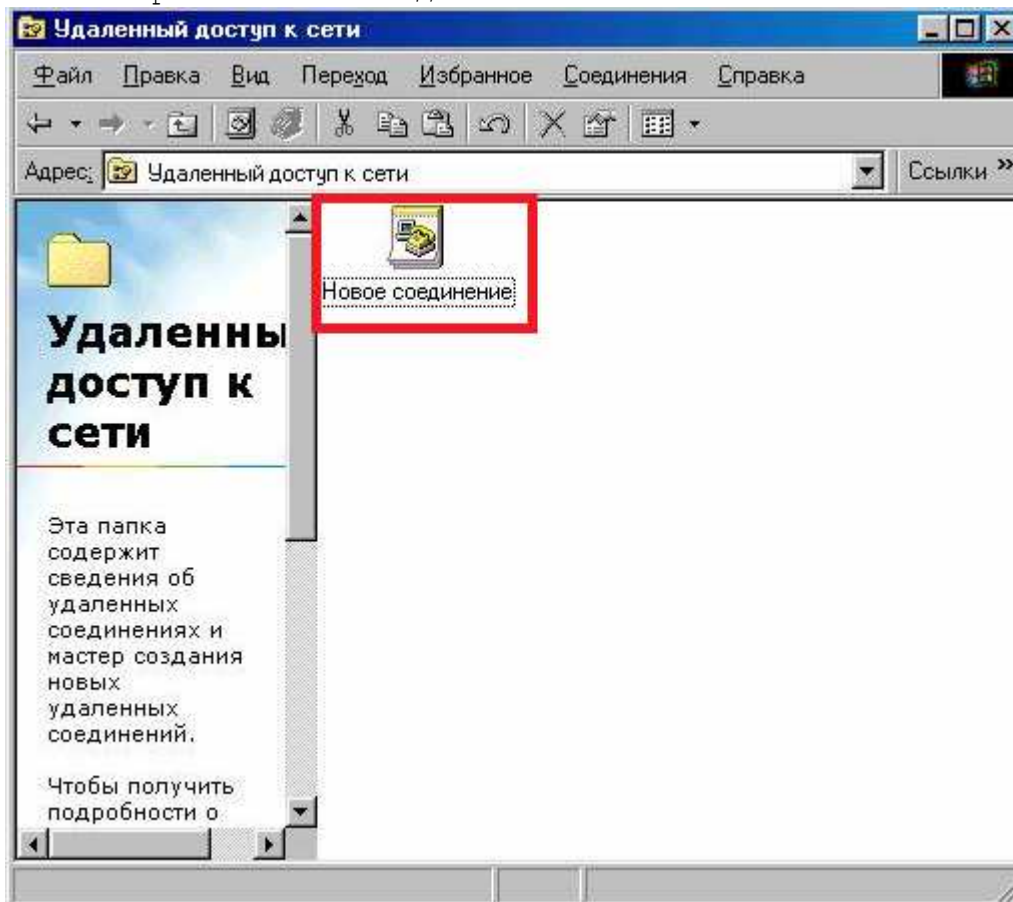 Удаленный доступ к сети
Файл Правка Вид Переход Избранное Соединения Справка
Адрес: Удаленный доступ к сети Ссылки »
Новое соединение
Удаленны
доступ к
сети
Эта папка
содержит
сведения об
удаленных
соединениях и
мастер создания
новых
удаленных
соединений.
Чтобы получить
подробности о